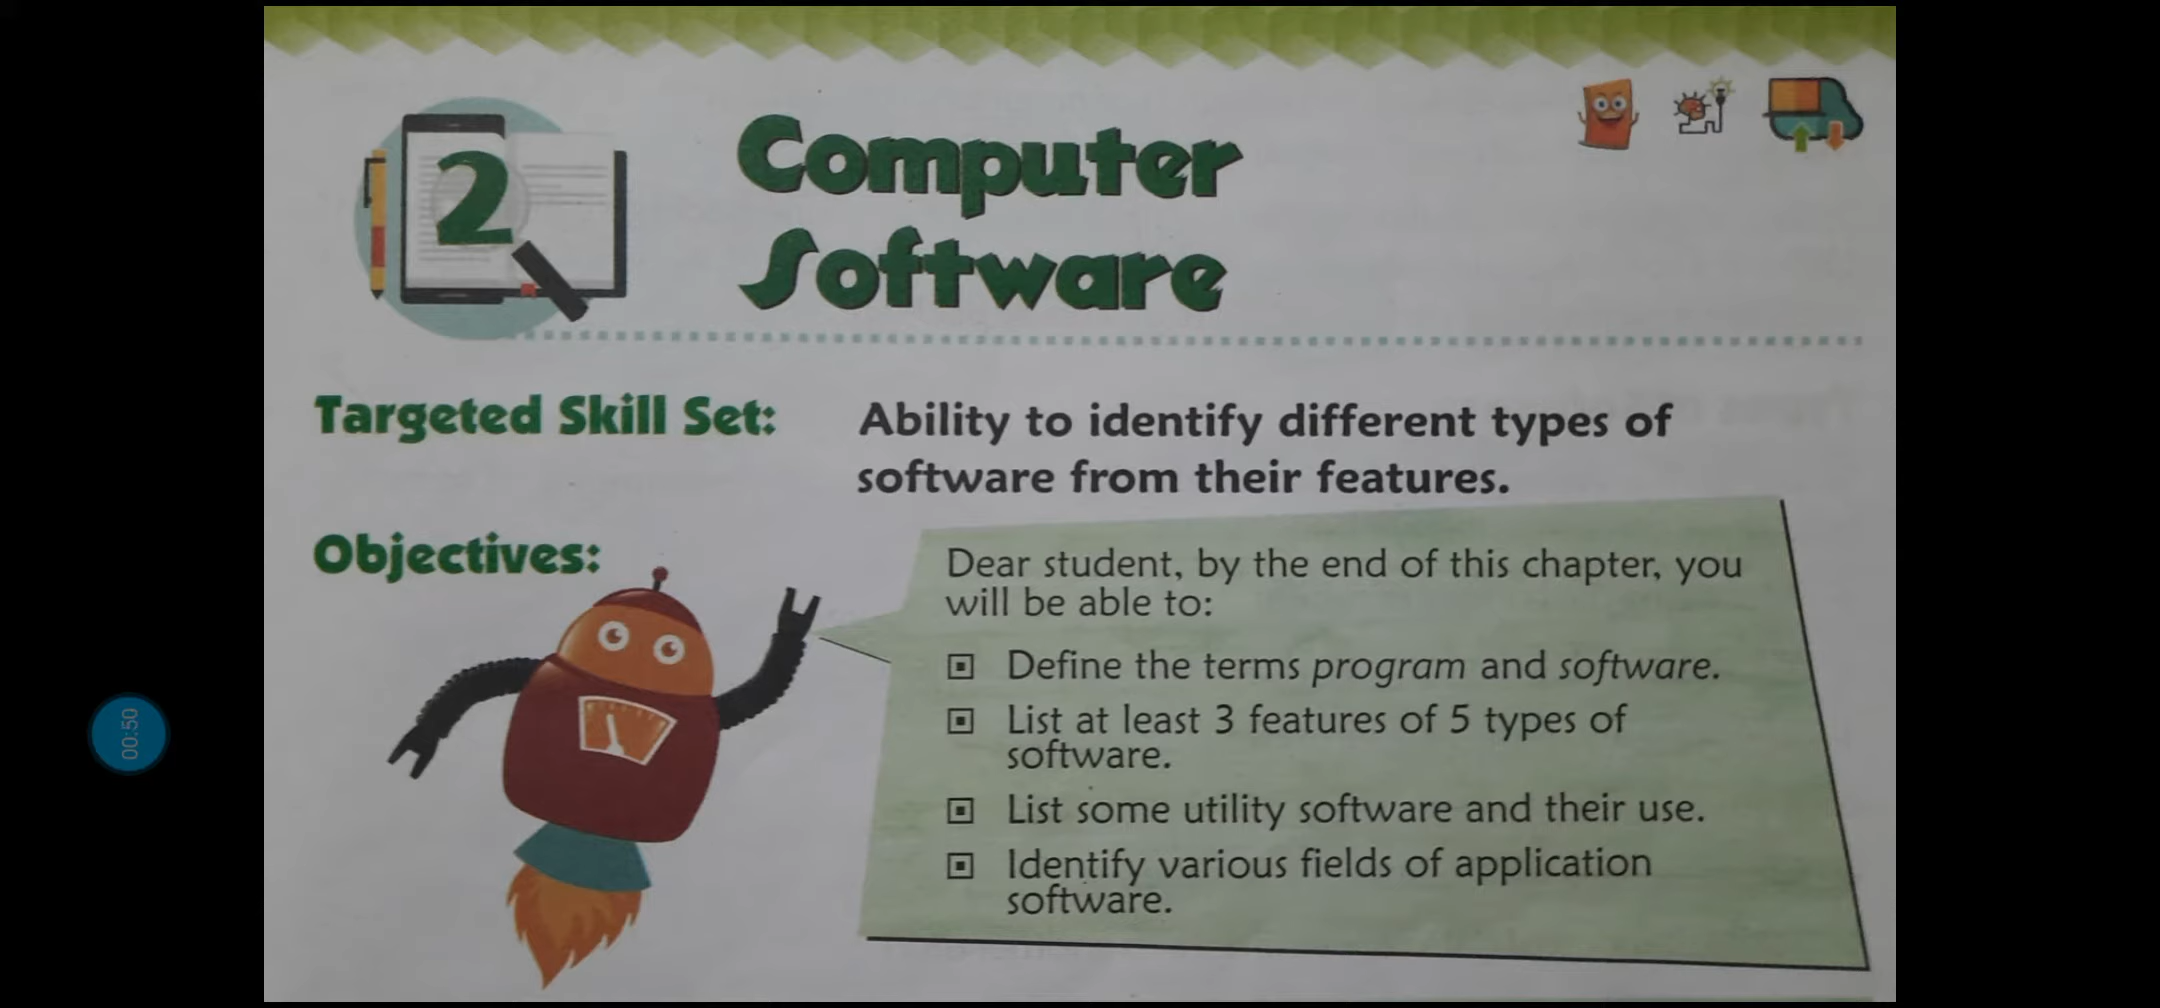 2
Computer
Software
Targeted Skill Set:
Ability to identify different types of
software from their features.
Objectives:
Dear student, by the end of this chapter, you
will be able to:
Define the terms program and software.
List at least 3 features of 5 types of
software.
List some utility software and their use.
Identify various fields of application
software.
00:50